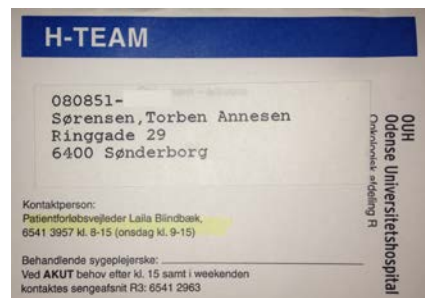 H-TEAM
080851-
Sørensen,Torben Annesen
Ringgade 29
6400 Sønderborg
OUH
Odense Universitetshospital
Onkologisk afdeling R
Kontaktperson:
Patientforløbsvejleder Laila Blindbæk,
6541 3957 kl. 8-15 (onsdag kl. 9-15)
Behandlende sygeplejerske:
Ved AKUT behov efter kl. 15 samt i weekenden
kontaktes sengeafsnit R3: 6541 2963